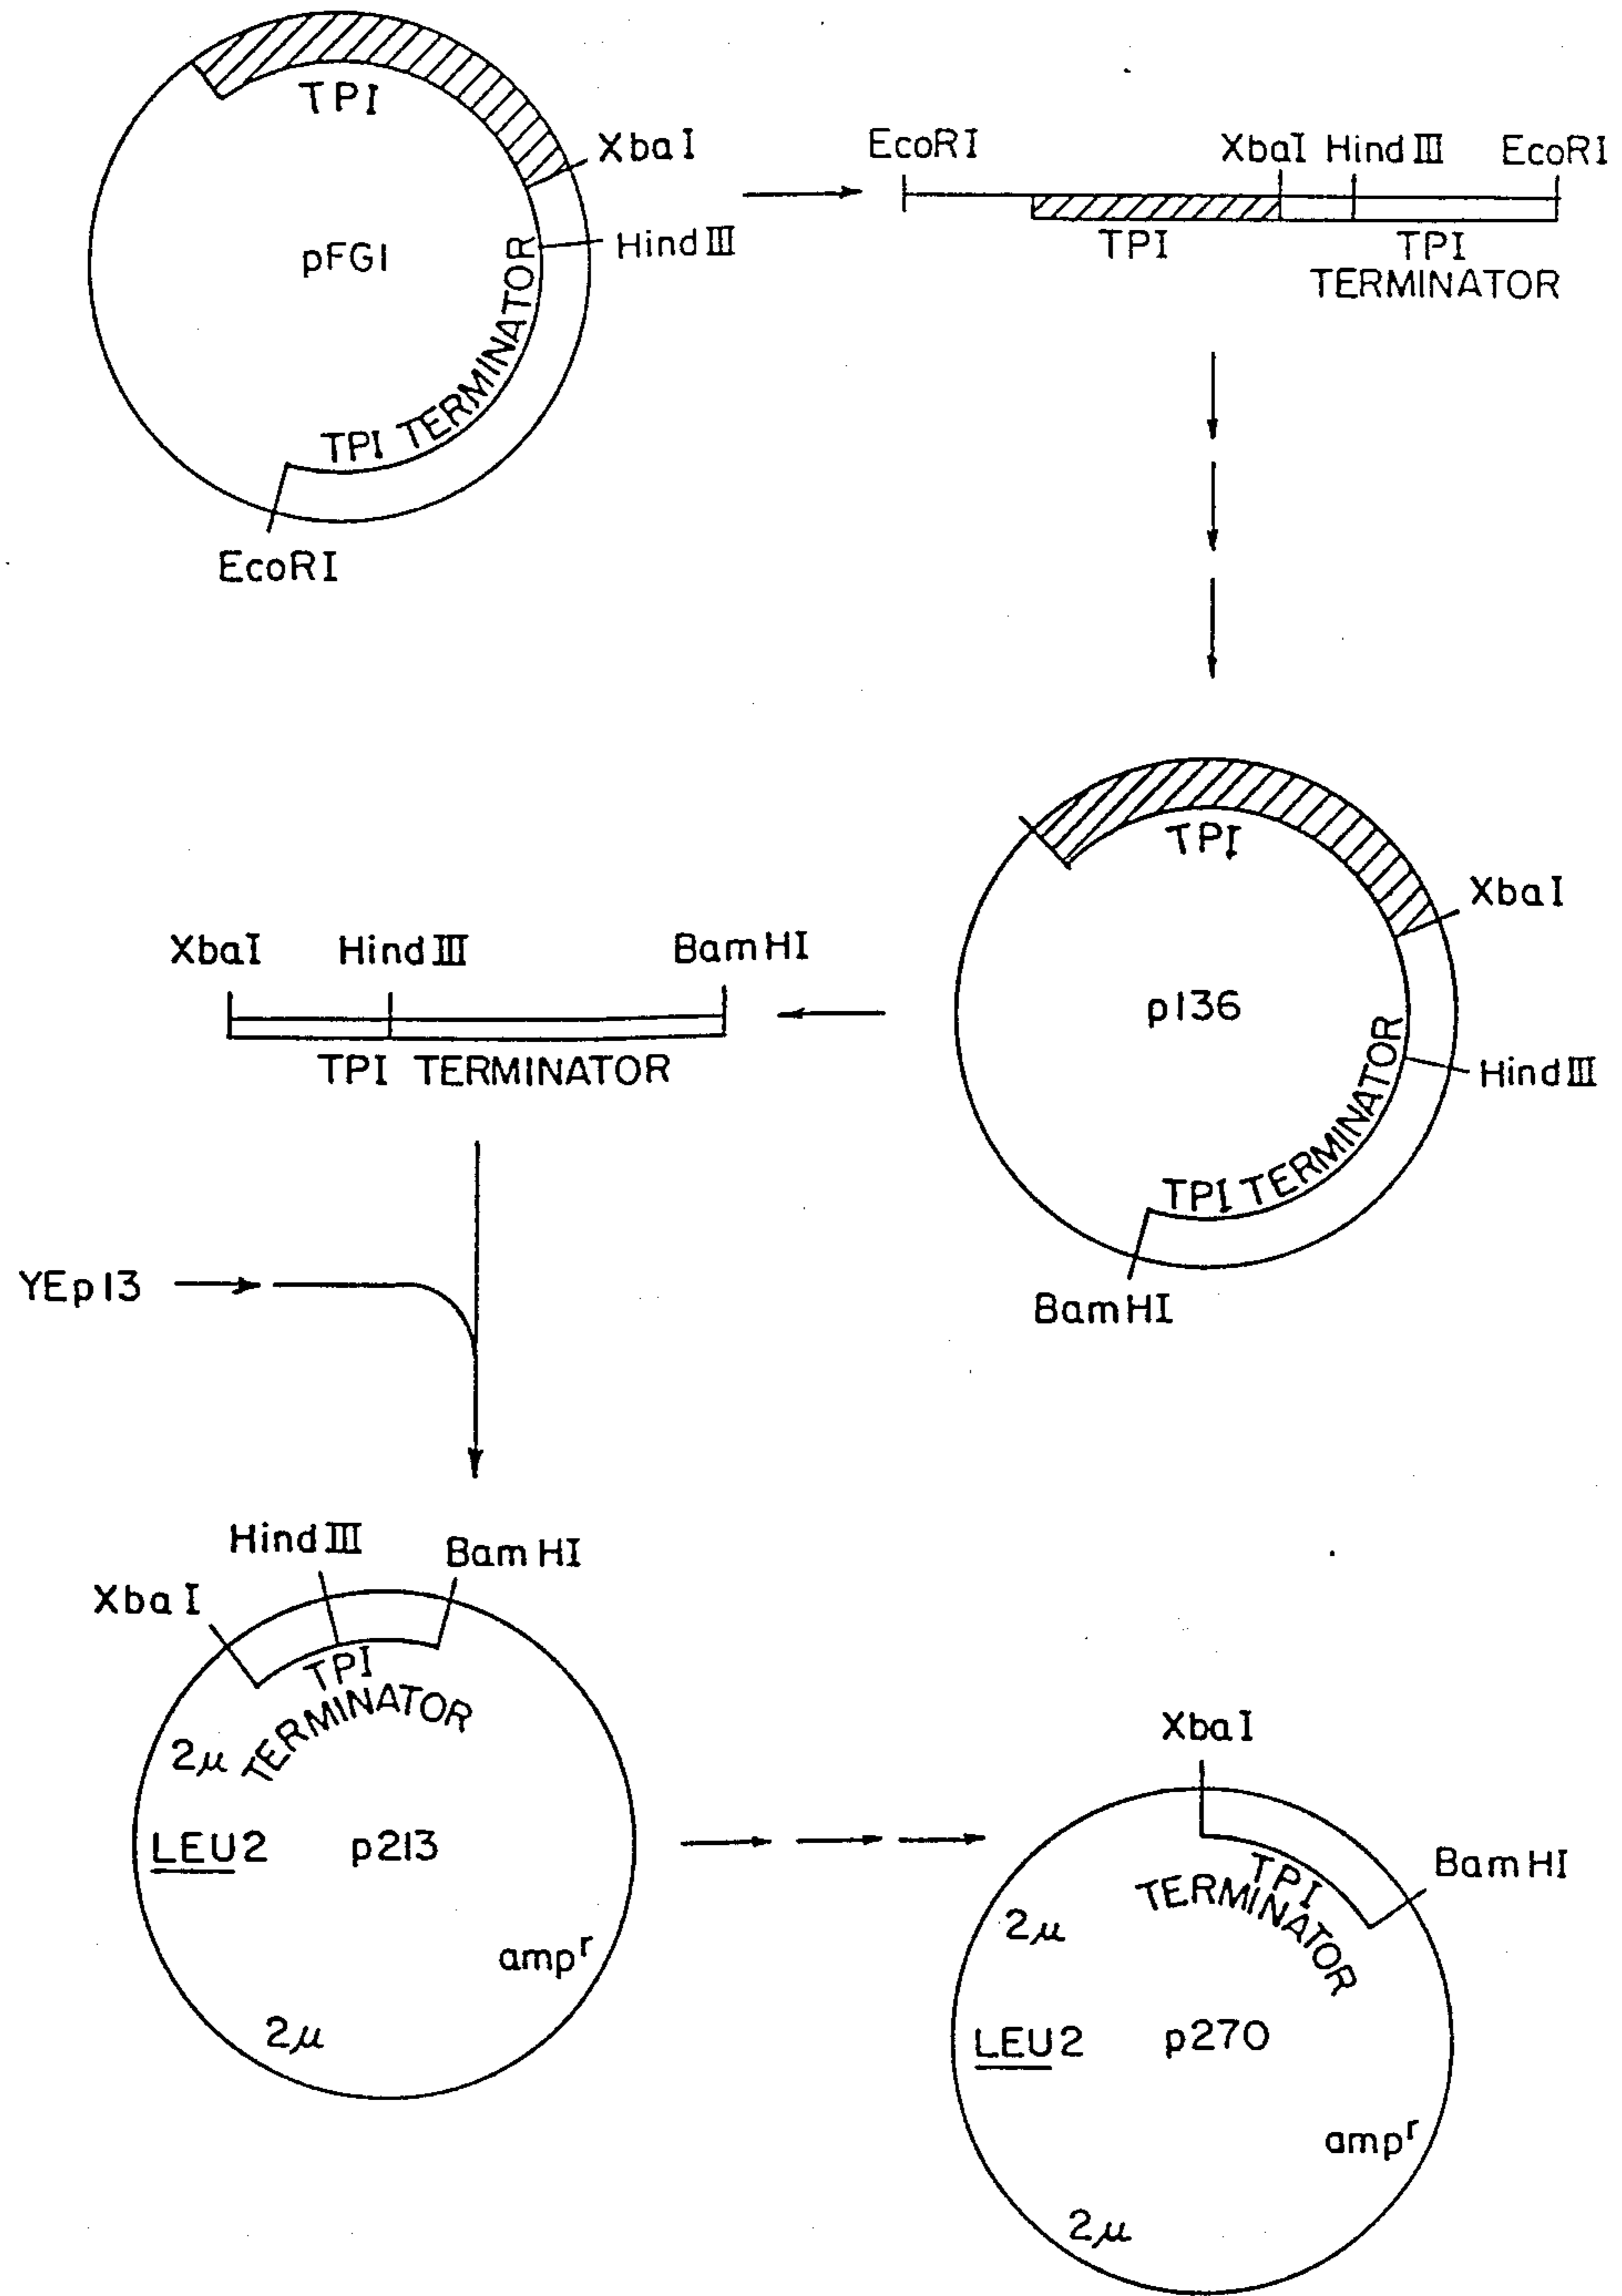 TPI
XbaI
HindIII
pFG1
TPI TERMINATOR
EcoRI
EcoRI
XbaI
HindIII
EcoRI
TPI
TPI
TERMINATOR
TPI
XbaI
p136
HindIII
TPI TERMINATOR
BamHI
XbaI
HindIII
BamHI
TPI TERMINATOR
YEp13
HindIII
BamHI
XbaI
TPI
TERMINATOR
2μ
LEU2
p213
ampʳ
2μ
XbaI
BamHI
TPI
TERMINATOR
2μ
LEU2
p270
ampʳ
2μ